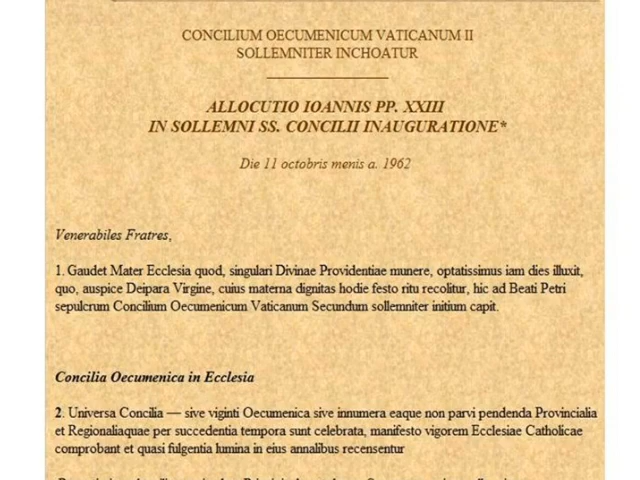 CONCILIUM OECUMENICUM VATICANUM II
SOLLEMNITER INCHOATUR
ALLOCUTIO IOANNIS PP. XXIII
IN SOLLEMNI SS. CONCILII INAUGURATIONE*
Die 11 octobris menis a. 1962
Venerabiles Fratres,
1. Gaudet Mater Ecclesia quod, singulari Divinae Providentiae munere, optatissimus iam dies illuxit,
quo, auspice Deipara Virgine, cuius materna dignitas hodie festo ritu recolitur, hic ad Beati Petri
sepulcrum Concilium Oecumenicum Vaticanum Secundum sollemniter initium capit.
Concilia Oecumenica in Ecclesia
2. Universa Concilia — sive viginti Oecumenica sive innumera eaque non parvi pendenda Provincialia
et Regionaliaquae per succedentia tempora sunt celebrata, manifesto vigorem Ecclesiae Catholicae
comprobant et quasi fulgentia lumina in eius annalibus recensentur